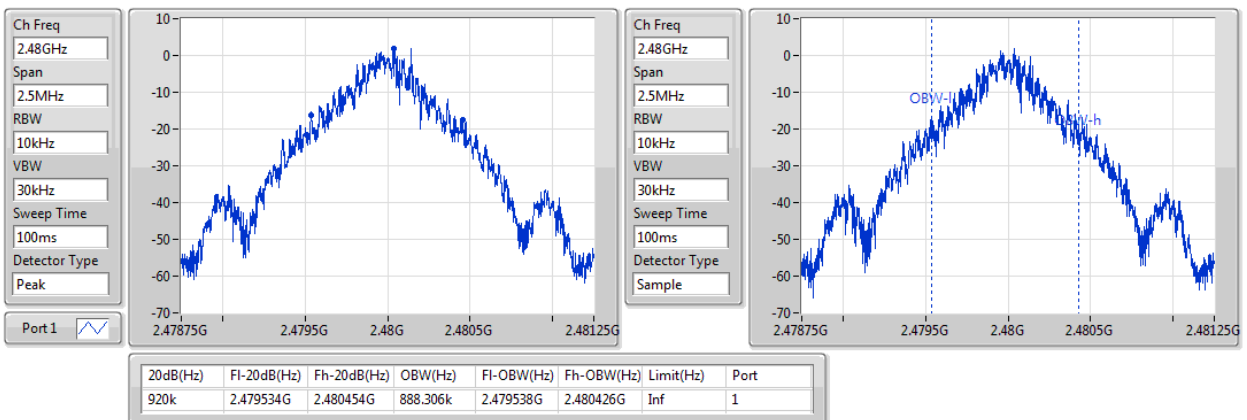 Ch Freq
2.48GHz
Span
2.5MHz
RBW
10kHz
VBW
30kHz
Sweep Time
100ms
Detector Type
Peak
Port 1
10
0
-10
-20
-30
-40
-50
-60
-70
2.47875G 2.4795G 2.48G 2.4805G 2.48125G
Ch Freq
2.48GHz
Span
2.5MHz
RBW
10kHz
VBW
30kHz
Sweep Time
100ms
Detector Type
Sample
10
0
-10
-20
-30
-40
-50
-60
-70
OBW-l
OBW-h
2.47875G 2.4795G 2.48G 2.4805G 2.48125G
20dB(Hz) Fl-20dB(Hz) Fh-20dB(Hz) OBW(Hz) Fl-OBW(Hz) Fh-OBW(Hz) Limit(Hz) Port
920k 2.479534G 2.480454G 888.306k 2.479538G 2.480426G Inf 1